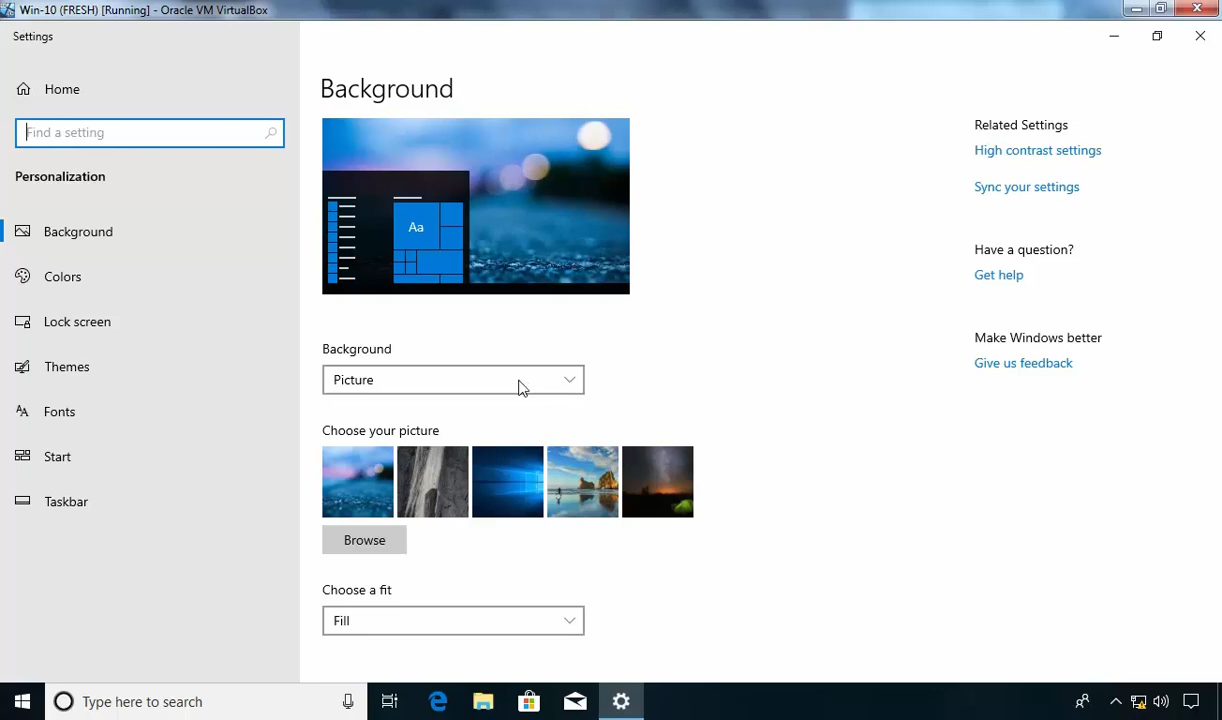 Win-10 (FRESH) [Running] - Oracle VM VirtualBox
Settings
Home
Find a setting
Personalization
Background
Colors
Lock screen
Themes
Fonts
Start
Taskbar
Background
Aa
Background
Picture
Choose your picture
Browse
Choose a fit
Fill
Related Settings
High contrast settings
Sync your settings
Have a question?
Get help
Make Windows better
Give us feedback
Type here to search